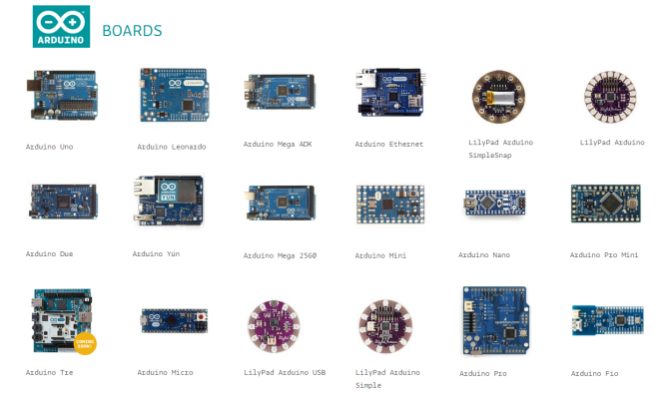 ARDUINO
BOARDS
Arduino Uno
Arduino Leonardo
Arduino Mega ADK
Arduino Ethernet
LilyPad Arduino
SimpleSnap
LilyPad Arduino
Arduino Due
Arduino Yún
Arduino Mega 2560
Arduino Mini
Arduino Nano
Arduino Pro Mini
COMING
SOON!
Arduino Tre
Arduino Micro
LilyPad Arduino USB
LilyPad Arduino
Simple
Arduino Pro
Arduino Fio